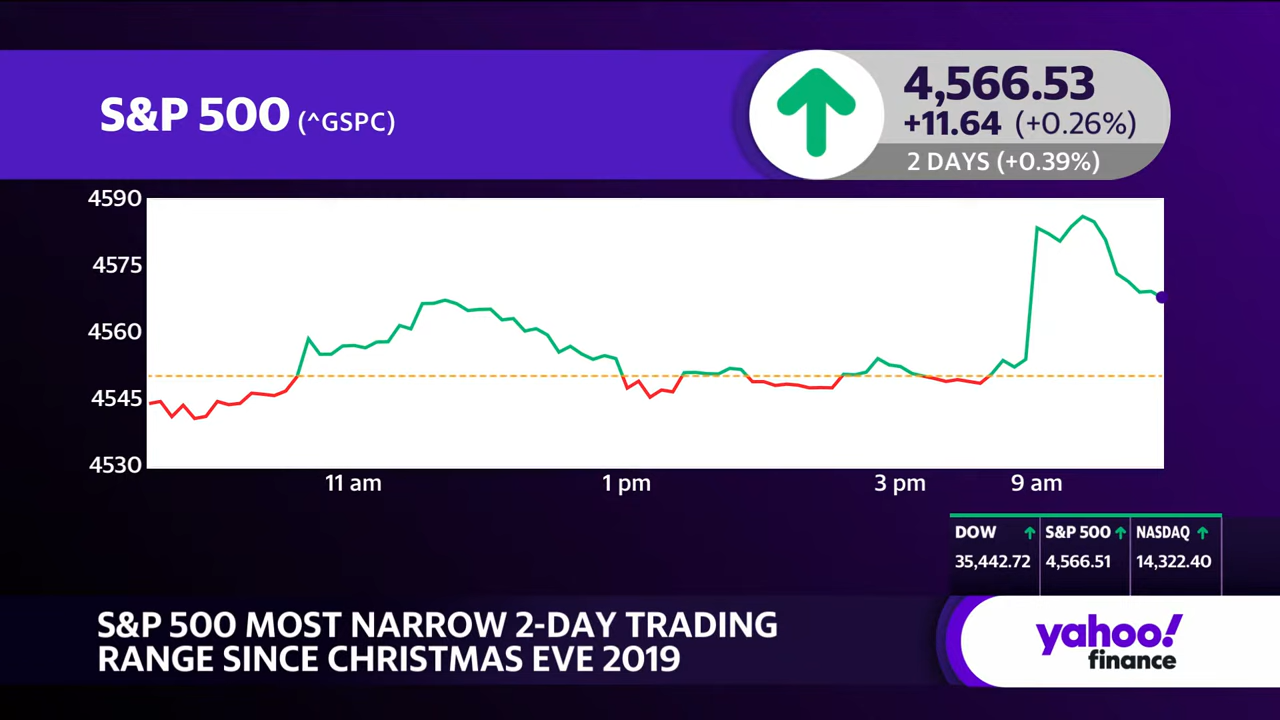 S&P 500 (^GSPC)
4,566.53
+11.64 (+0.26%)
2 DAYS (+0.39%)
4590
4575
4560
4545
4530
11 am 1 pm 3 pm 9 am
DOW S&P 500 NASDAQ
35,442.72 4,566.51 14,322.40
S&P 500 MOST NARROW 2-DAY TRADING
RANGE SINCE CHRISTMAS EVE 2019
yahoo!
finance